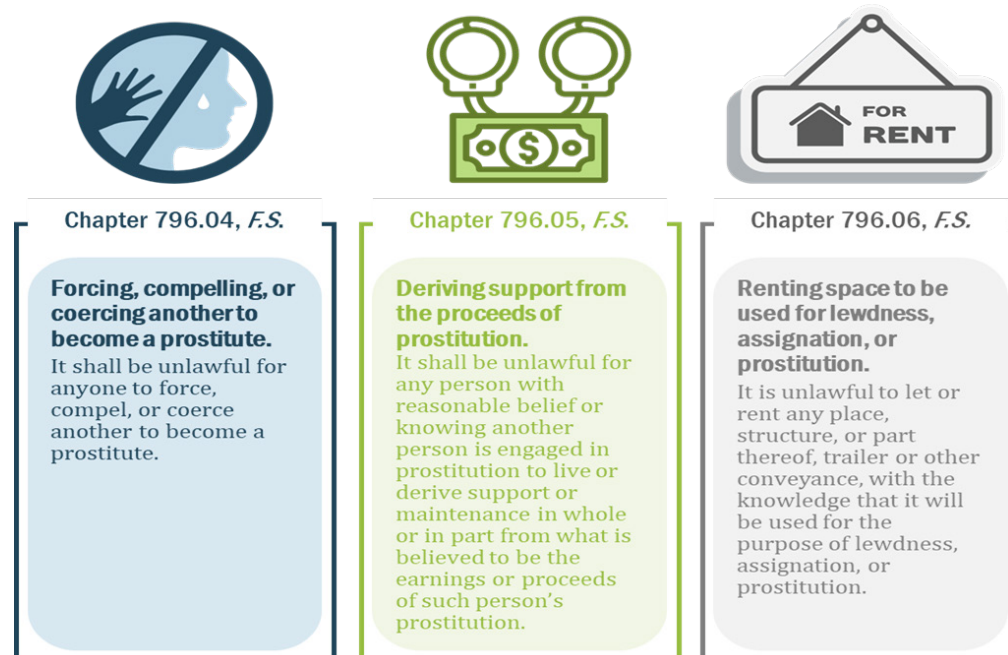 FOR
RENT
$
Chapter 796.04, F.S.
Forcing, compelling, or
coercing another to
become a prostitute.
It shall be unlawful for
anyone to force,
compel, or coerce
another to become a
prostitute.
Chapter 796.05, F.S.
Deriving support from
the proceeds of
prostitution.
It shall be unlawful for
any person with
reasonable belief or
knowing another
person is engaged in
prostitution to live or
derive support or
maintenance in whole
or in part from what is
believed to be the
earnings or proceeds
of such person's
prostitution.
Chapter 796.06, F.S.
Renting space to be
used for lewdness,
assignation, or
prostitution.
It is unlawful to let or
rent any place,
structure, or part
thereof, trailer or other
conveyance, with the
knowledge that it will
be used for the
purpose of lewdness,
assignation, or
prostitution.